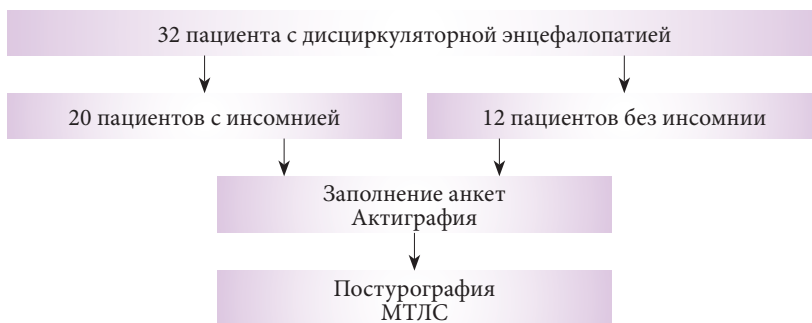 32 пациента с дисциркуляторной энцефалопатией
20 пациентов с инсомнией
12 пациентов без инсомнии
Заполнение анкет
Актиграфия
Постурография
МТЛС